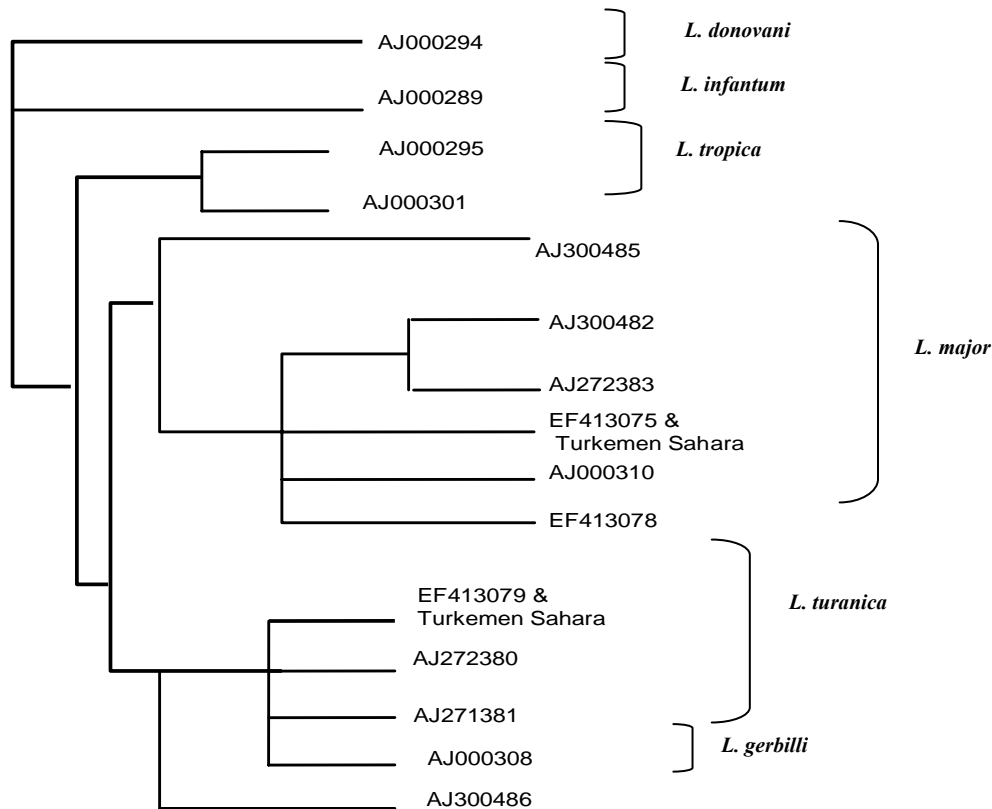 AJ000294
L. donovani
AJ000289
L. infantum
AJ000295
L. tropica
AJ000301
AJ300485
AJ300482
L. major
AJ272383
EF413075 &
Turkemen Sahara
AJ000310
EF413078
EF413079 &
Turkemen Sahara
L. turanica
AJ272380
AJ271381
L. gerbilli
AJ000308
AJ300486